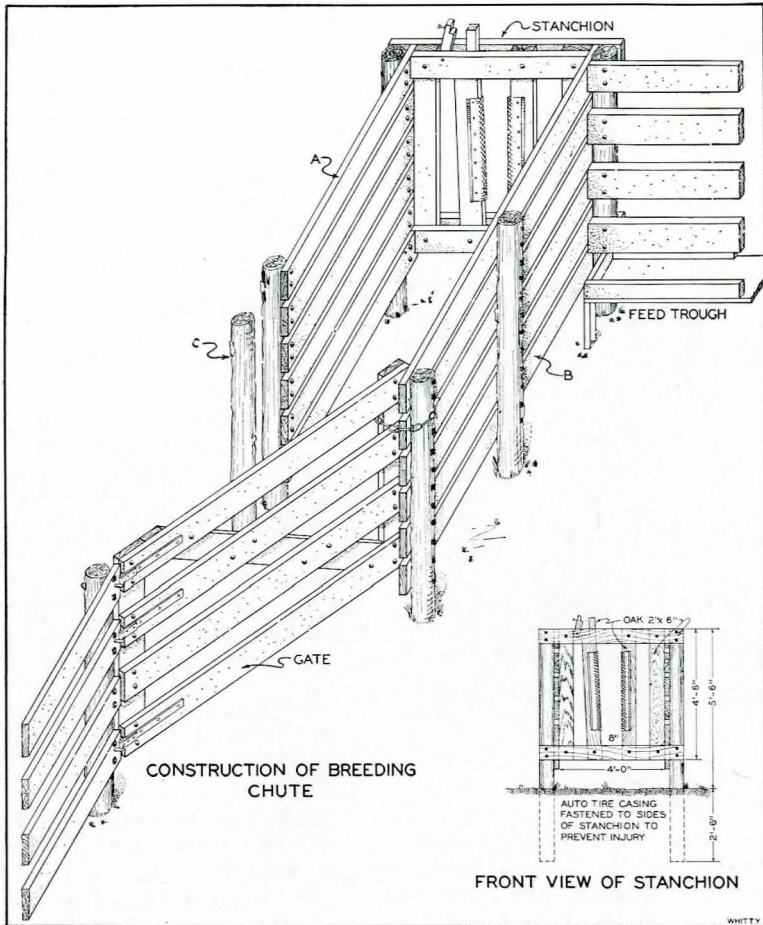 STANCHION
A
C
FEED TROUGH
B
GATE
OAK 2"x 6"
4'-6"
5'-6"
8"
4'-0"
CONSTRUCTION OF BREEDING
CHUTE
AUTO TIRE CASING
FASTENED TO SIDES
OF STANCHION TO
PREVENT INJURY
2'-6"
FRONT VIEW OF STANCHION
WHITTY